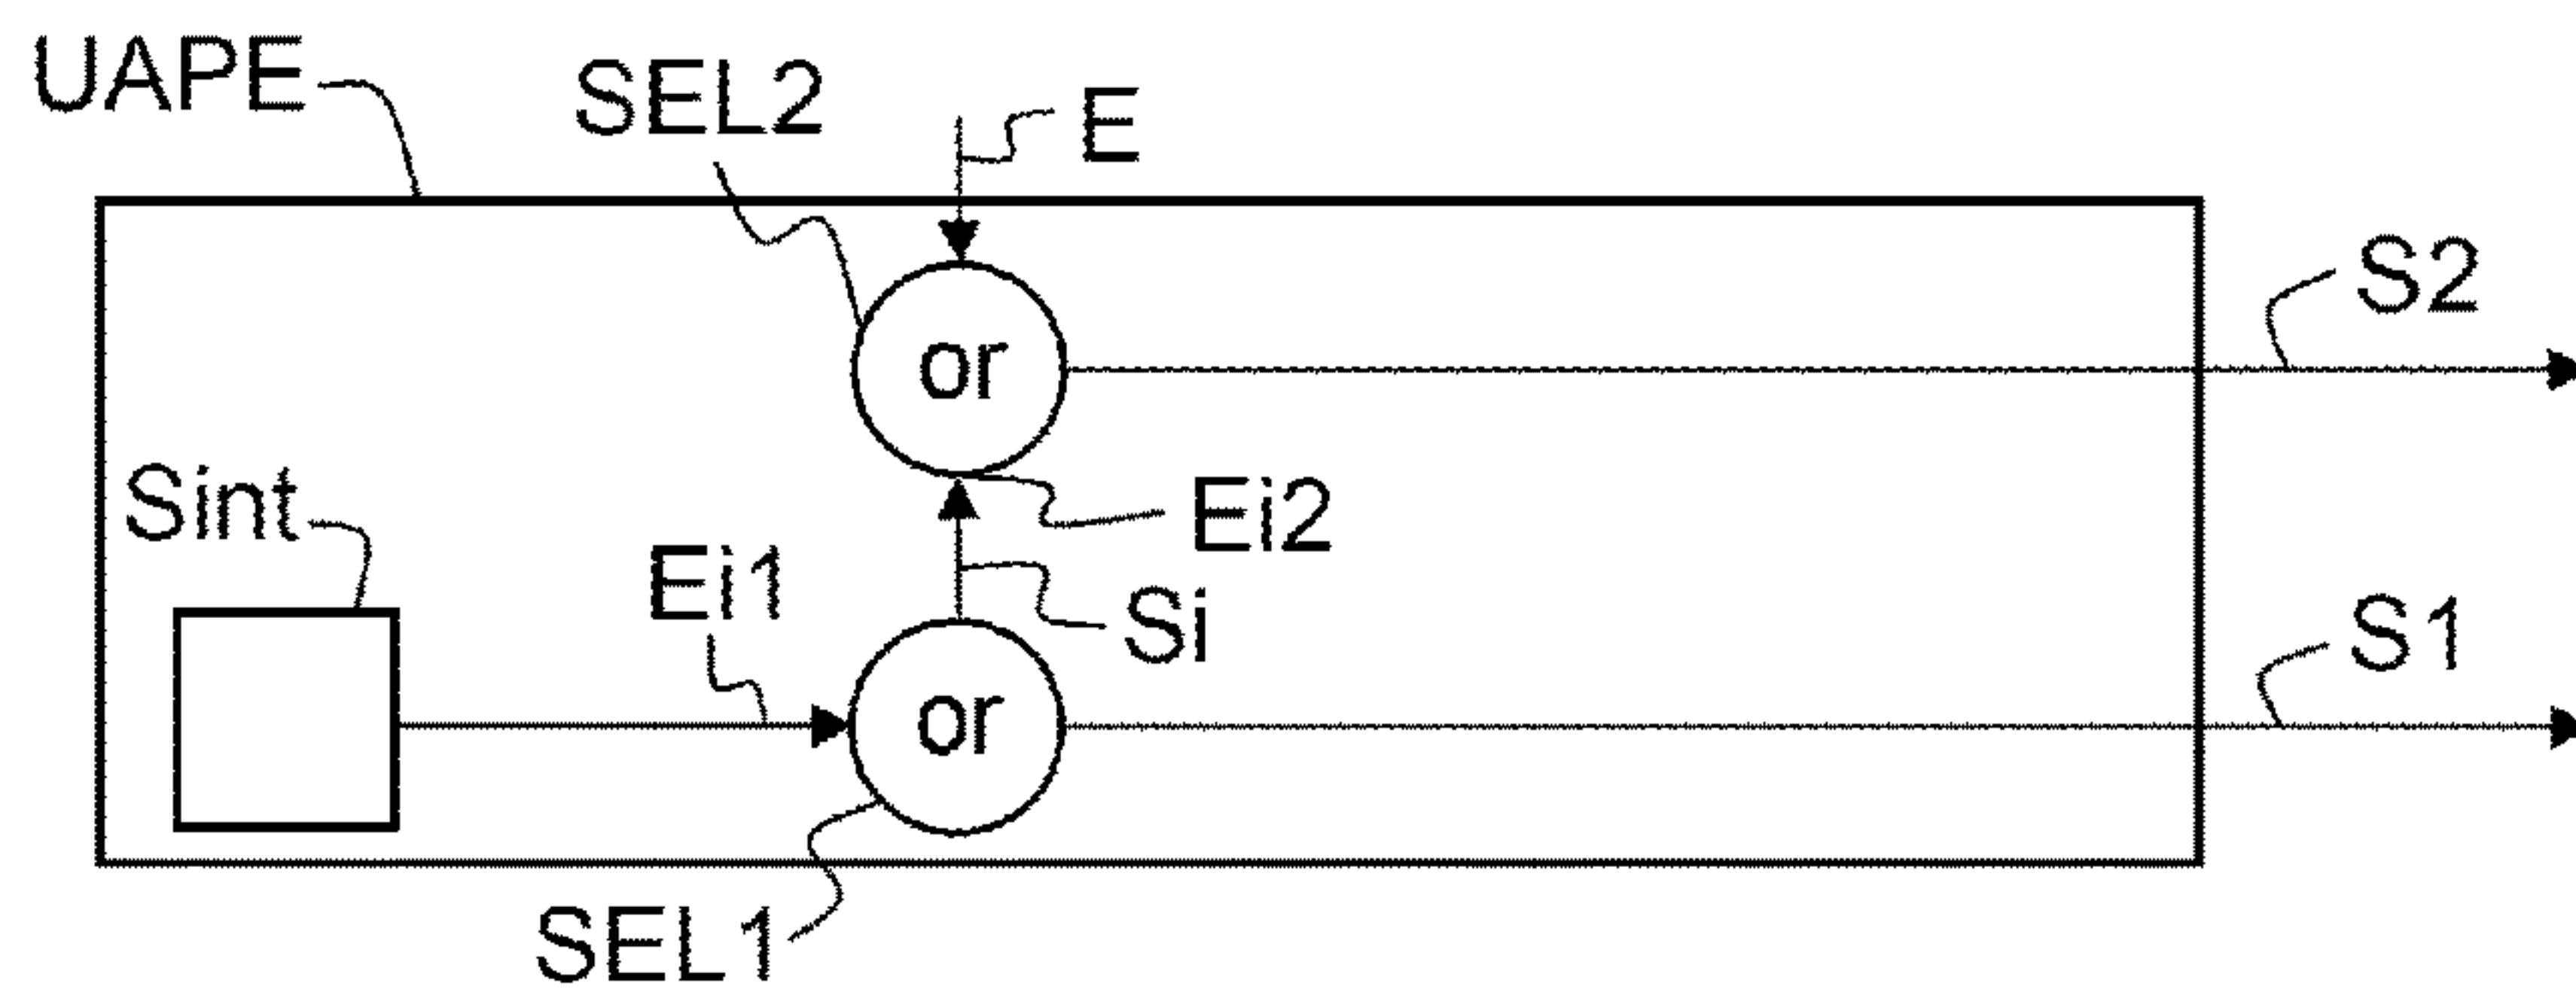 UAPE
SEL2
E
or
S2
Sint
Ei1
Ei2
Si
or
S1
SEL1